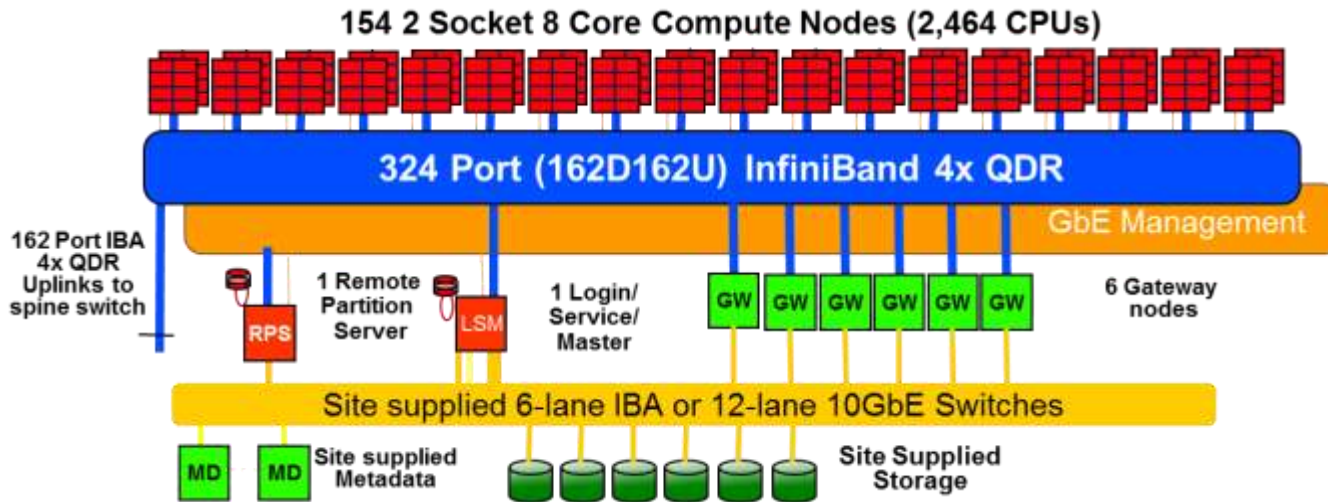 154 2 Socket 8 Core Compute Nodes (2,464 CPUs)
324 Port (162D162U) InfiniBand 4x QDR
GbE Management
162 Port IBA
4x QDR
Uplinks to
spine switch
RPS
1 Remote
Partition
Server
LSM
1 Login/
Service/
Master
GW
GW
GW
GW
GW
GW
6 Gateway
nodes
Site supplied 6-lane IBA or 12-lane 10GbE Switches
MD
MD
Site supplied
Metadata
Site Supplied
Storage